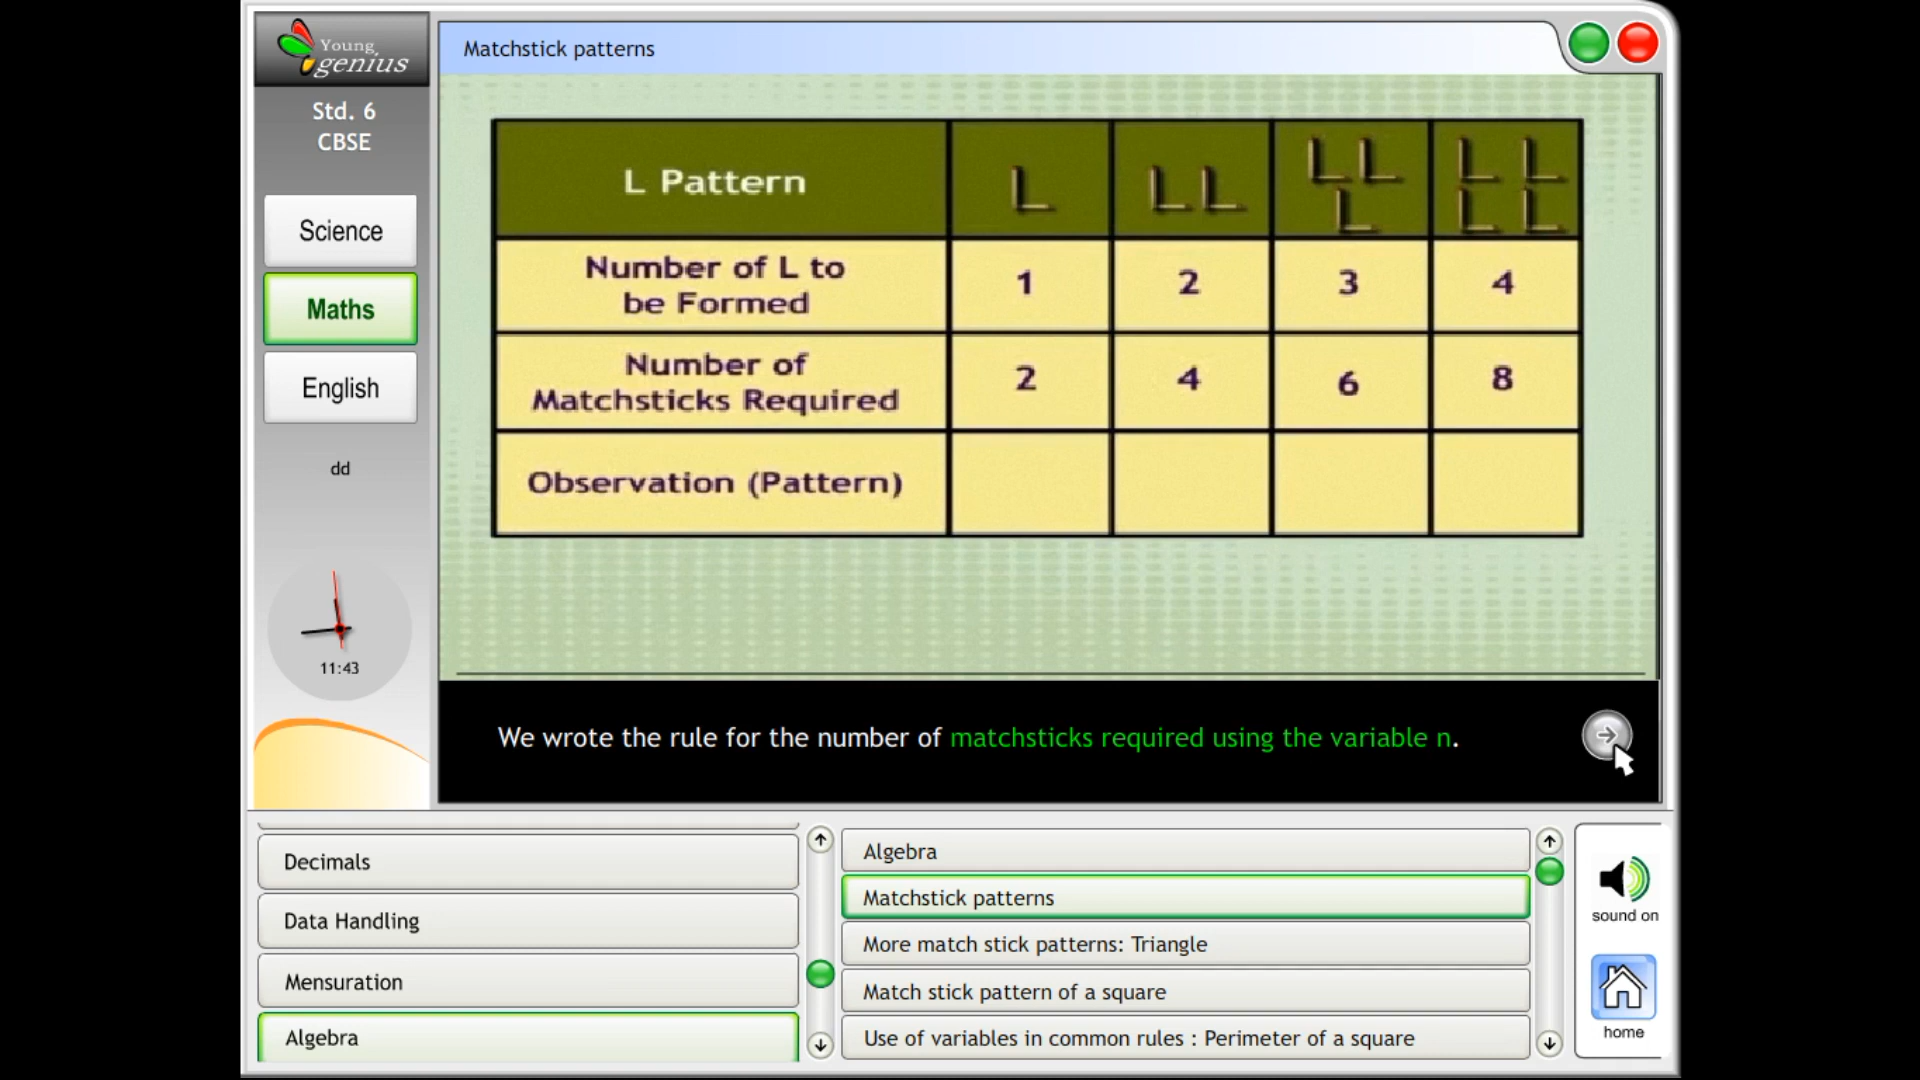 Young
genius
Std. 6
CBSE
Science
Maths
English
dd
11:43
Matchstick patterns
L Pattern
Number of L to
be Formed
1 2 3 4
Number of
Matchsticks Required
2 4 6 8
Observation (Pattern)
We wrote the rule for the number of matchsticks required using the variable n.
Decimals
Data Handling
Mensuration
Algebra
Algebra
Matchstick patterns
More match stick patterns: Triangle
Match stick pattern of a square
Use of variables in common rules : Perimeter of a square
sound on
home